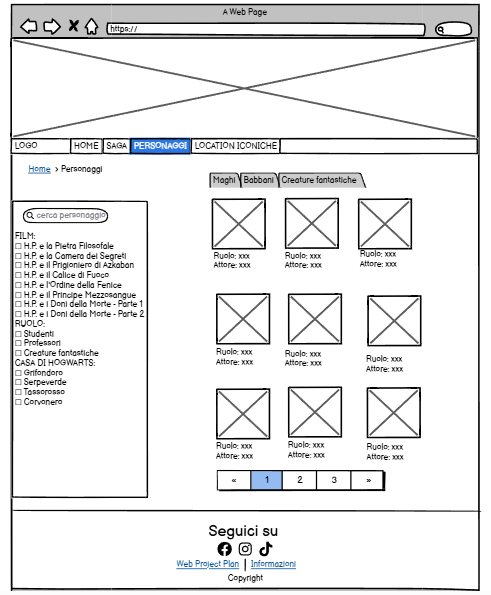 A Web Page
https://
LOGO HOME SAGA PERSONAGGI LOCATION ICONICHE
Home > Personaggi
Maghi Babbani Creature fantastiche
cerca personaggio
FILM:
H.P. e la Pietra Filosofale
H.P. e la Camera dei Segreti
H.P. e il Prigioniero di Azkaban
H.P. e il Calice di Fuoco
H.P. e l'Ordine della Fenice
H.P. e il Principe Mezzosangue
H.P. e i Doni della Morte - Parte 1
H.P. e i Doni della Morte - Parte 2
RUOLO:
Studenti
Professori
Creature fantastiche
CASA DI HOGWARTS:
Grifondoro
Serpeverde
Tassorosso
Corvonero
Ruolo: xxx Ruolo: xxx Ruolo: xxx
Attore: xxx Attore: xxx Attore: xxx
Ruolo: xxx Ruolo: xxx Ruolo: xxx
Attore: xxx Attore: xxx Attore: xxx
Ruolo: xxx Ruolo: xxx Ruolo: xxx
Attore: xxx Attore: xxx Attore: xxx
« 1 2 3 »
Seguici su
Web Project Plan | Informazioni
Copyright